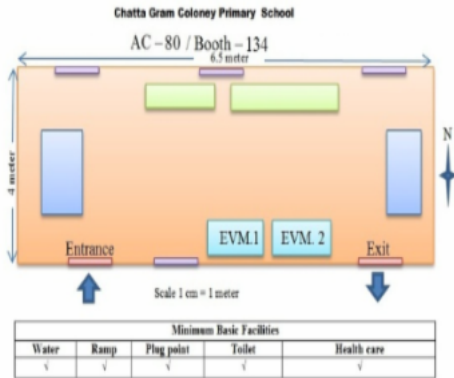 Chatta Gram Coloney Primary School
AC – 80 / Booth – 134
6.5 meter
4 meter
N
EVM.1 EVM. 2
Entrance Exit
Scale 1 cm = 1 meter
Minimum Basic Facilities
Water Ramp Plug point Toilet Health care
√ √ √ √ √